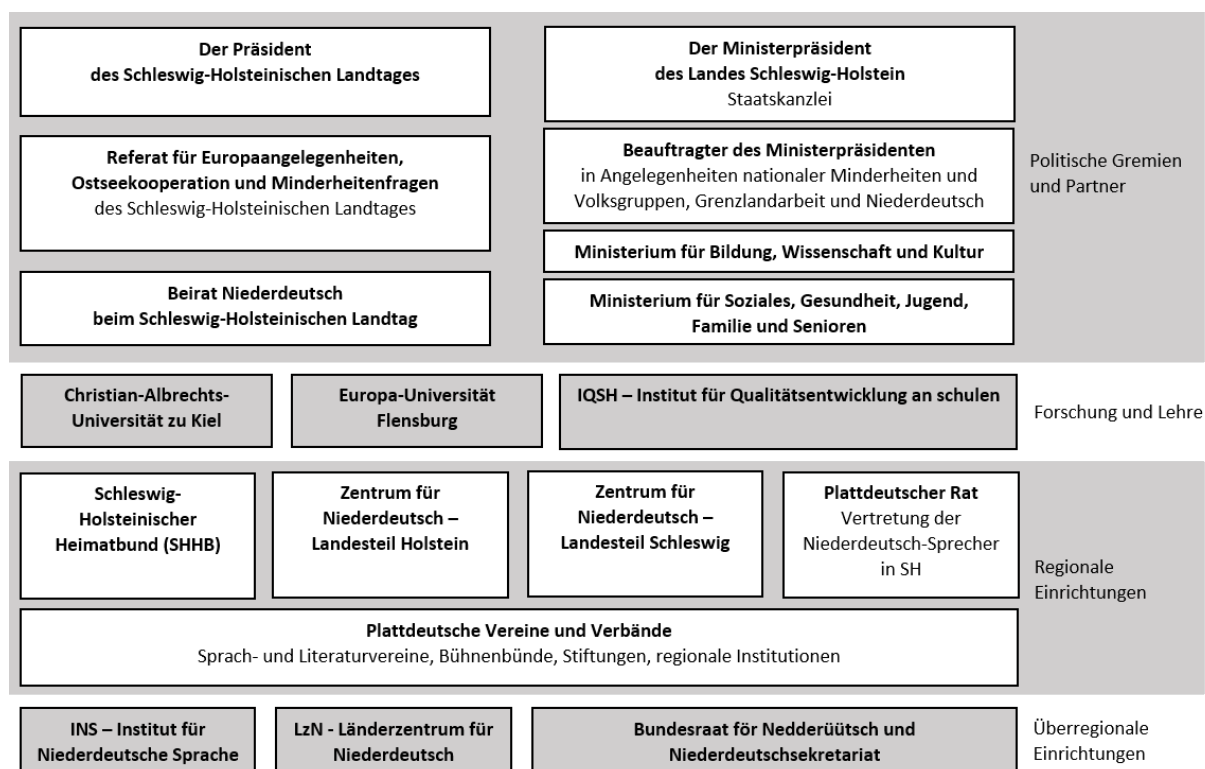 Der Präsident
des Schleswig-Holsteinischen Landtages
Der Ministerpräsident
des Landes Schleswig-Holstein
Staatskanzlei
Referat für Europaangelegenheiten,
Ostseekooperation und Minderheitenfragen
des Schleswig-Holsteinischen Landtages
Beauftragter des Ministerpräsidenten
in Angelegenheiten nationaler Minderheiten und
Volksgruppen, Grenzlandarbeit und Niederdeutsch
Ministerium für Bildung, Wissenschaft und Kultur
Beirat Niederdeutsch
beim Schleswig-Holsteinischen Landtag
Ministerium für Soziales, Gesundheit, Jugend,
Familie und Senioren
Politische Gremien
und Partner
Christian-Albrechts-
Universität zu Kiel
Europa-Universität
Flensburg
IQSH – Institut für Qualitätsentwicklung an schulen
Forschung und Lehre
Schleswig-
Holsteinischer
Heimatbund (SHHB)
Zentrum für
Niederdeutsch –
Landesteil Holstein
Zentrum für
Niederdeutsch –
Landesteil Schleswig
Plattdeutscher Rat
Vertretung der
Niederdeutsch-Sprecher
in SH
Plattdeutsche Vereine und Verbände
Sprach- und Literaturvereine, Bühnenbünde, Stiftungen, regionale Institutionen
Regionale
Einrichtungen
INS – Institut für
Niederdeutsche Sprache
LzN - Länderzentrum für
Niederdeutsch
Bundesraat för Nedderüütsch und
Niederdeutschsekretariat
Überregionale
Einrichtungen